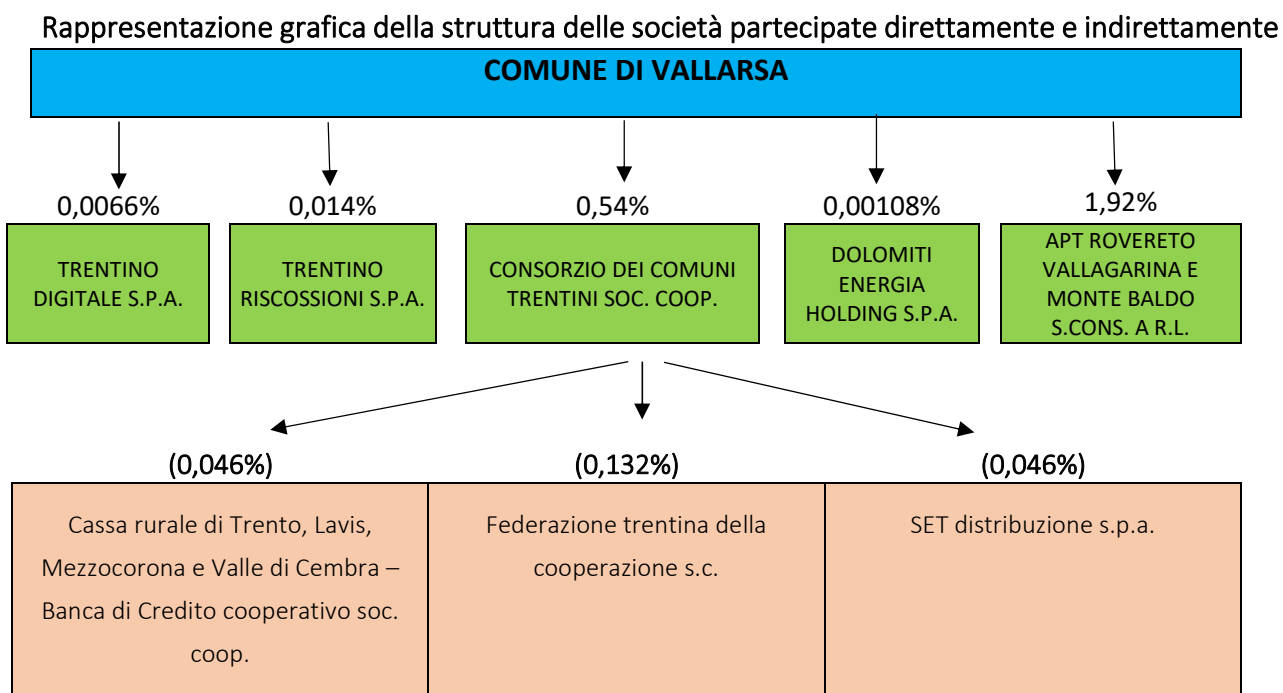 Rappresentazione grafica della struttura delle società partecipate direttamente e indirettamente
COMUNE DI VALLARSA
0,0066%
0,014%
0,54%
0,00108%
1,92%
TRENTINO
DIGITALE S.P.A.
TRENTINO
RISCOSSIONI S.P.A.
CONSORZIO DEI COMUNI
TRENTINI SOC. COOP.
DOLOMITI
ENERGIA
HOLDING S.P.A.
APT ROVERETO
VALLAGARINA E
MONTE BALDO
S.CONS. A R.L.
(0,046%)
(0,132%)
(0,046%)
Cassa rurale di Trento, Lavis,
Mezzocorona e Valle di Cembra –
Banca di Credito cooperativo soc.
coop.
Federazione trentina della
cooperazione s.c.
SET distribuzione s.p.a.